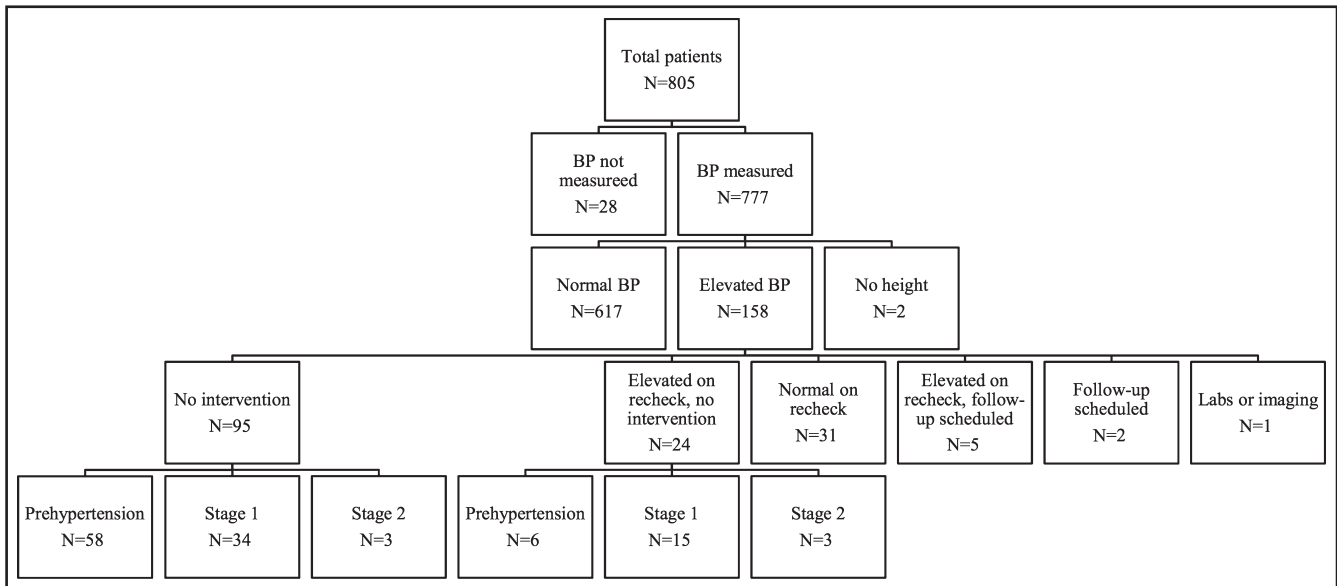 Total patients
N=805
BP not
measureed
N=28
BP measured
N=777
Normal BP
N=617
Elevated BP
N=158
No height
N=2
No intervention
N=95
Elevated on
recheck, no
intervention
N=24
Normal on
recheck
N=31
Elevated on
recheck, follow-
up scheduled
N=5
Follow-up
scheduled
N=2
Labs or imaging
N=1
Prehypertension
N=58
Stage 1
N=34
Stage 2
N=3
Prehypertension
N=6
Stage 1
N=15
Stage 2
N=3